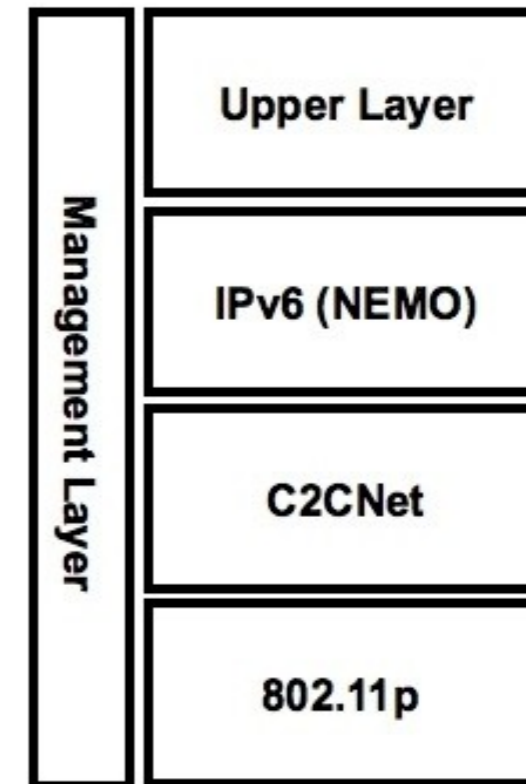 Management Layer
Upper Layer
IPv6 (NEMO)
C2CNet
802.11p